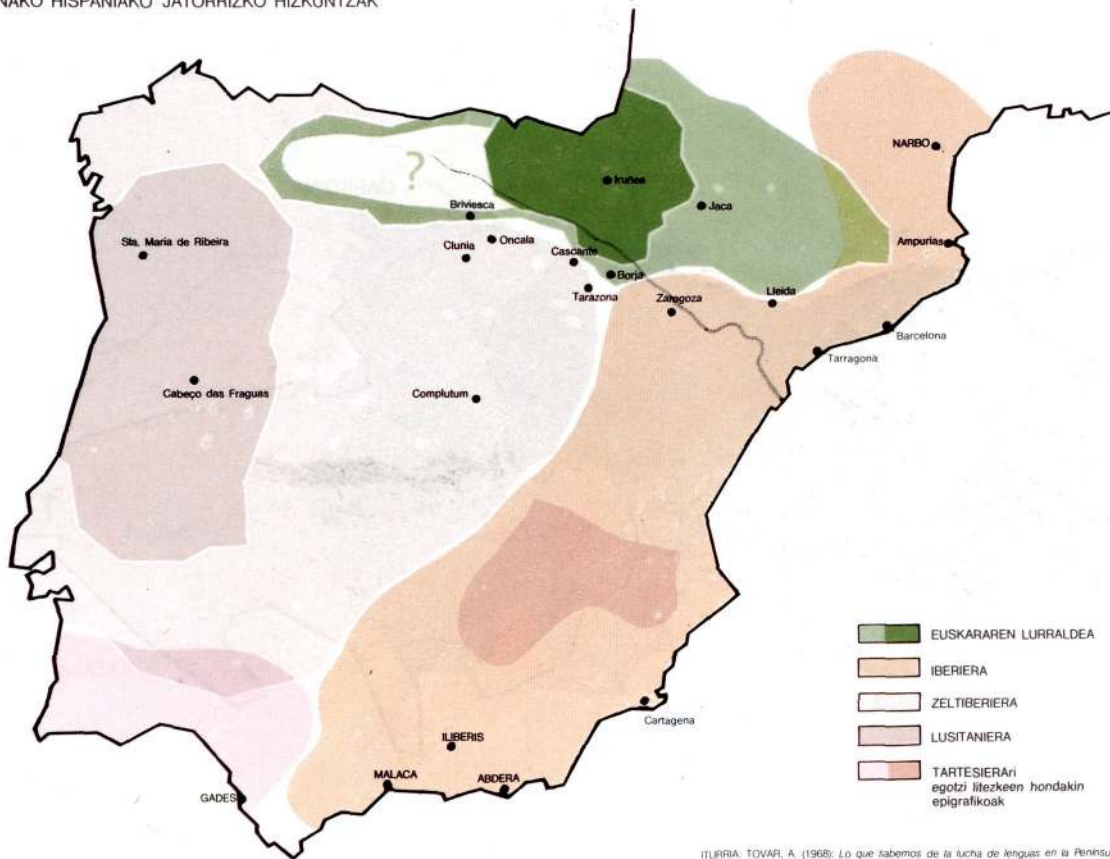 HISPANIAKO JATORRIZKO HIZKUNTZAK
NARBO
Iruñea
?
Jaca
Briviesca
Sta. Maria de Ribeira
Oncala
Ampurias
Clunia
Cascante
Borja
Tarazona
Zaragoza
Lleida
Barcelona
Tarragona
Cabeço das Fraguas
Complutum
EUSKARAREN LURRALDEA
IBERIERA
ZELTIBERIERA
Cartagena
LUSITANIERA
ILIBERIS
MALACA
ABDERA
GADES
TARTESIERAri
egotzi litezkeen hondakin
epigrafikoak
ITURRIA: TOVAR, A. (1968): Lo que sabemos de la lucha de lenguas en la